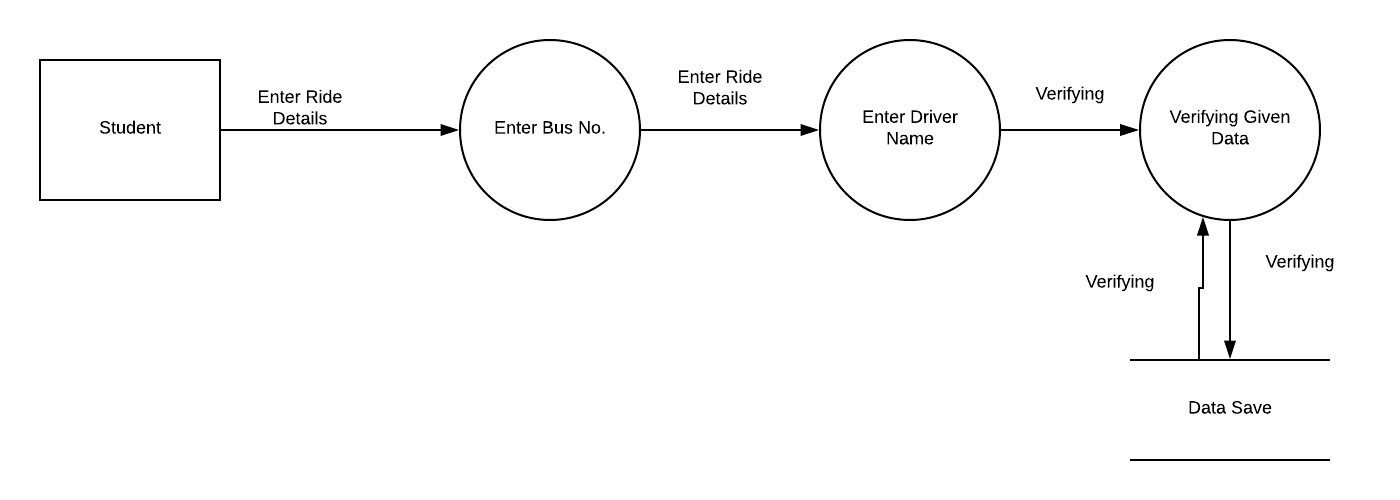 Student
Enter Ride
Details
Enter Bus No.
Enter Ride
Details
Enter Driver
Name
Verifying
Verifying Given
Data
Verifying
Verifying
Data Save